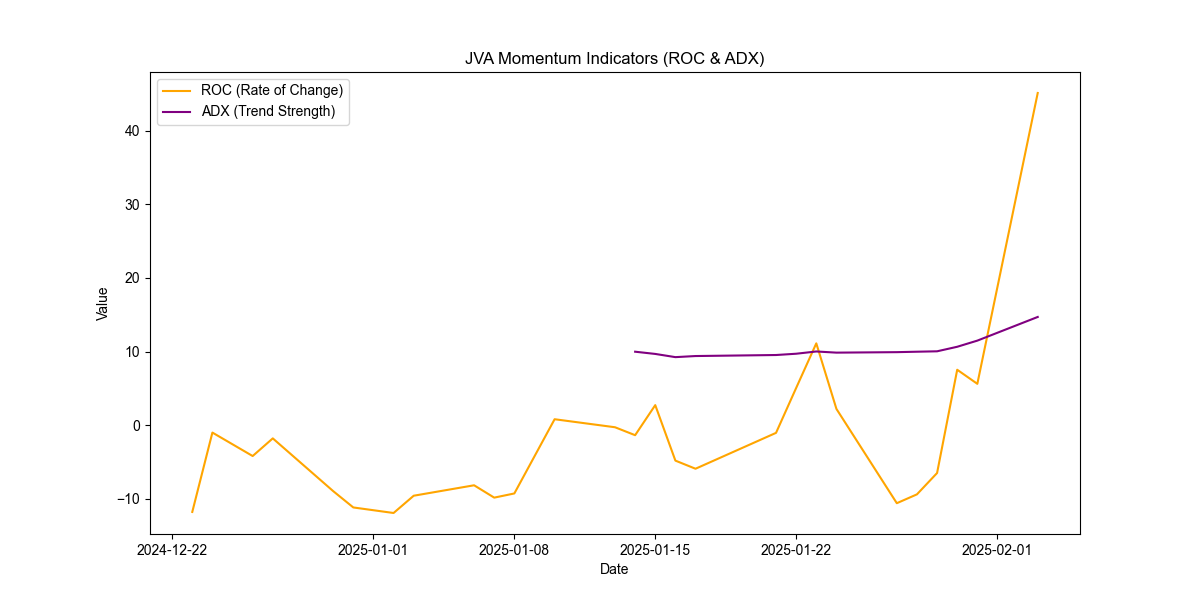 JVA Momentum Indicators (ROC & ADX)
ROC (Rate of Change)
ADX (Trend Strength)
Value
40
30
20
10
0
−10
2024-12-22
2025-01-01
2025-01-08
2025-01-15
2025-01-22
2025-02-01
Date